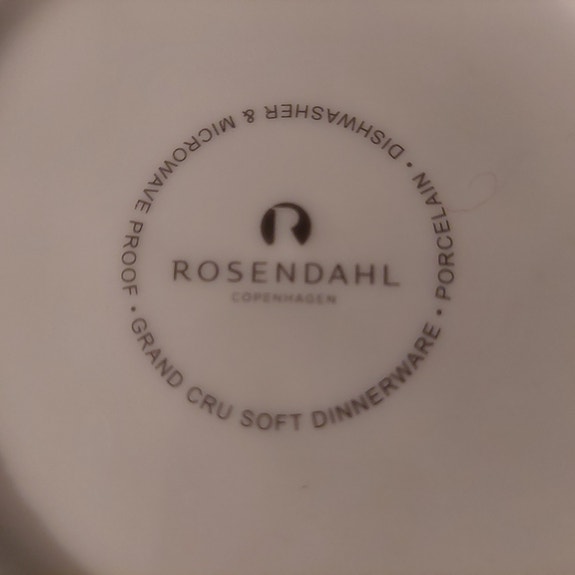 R
ROSENDAHL
COPENHAGEN
GRAND CRU SOFT DINNERWARE • PORCELAIN • DISHWASHER & MICROWAVE PROOF •